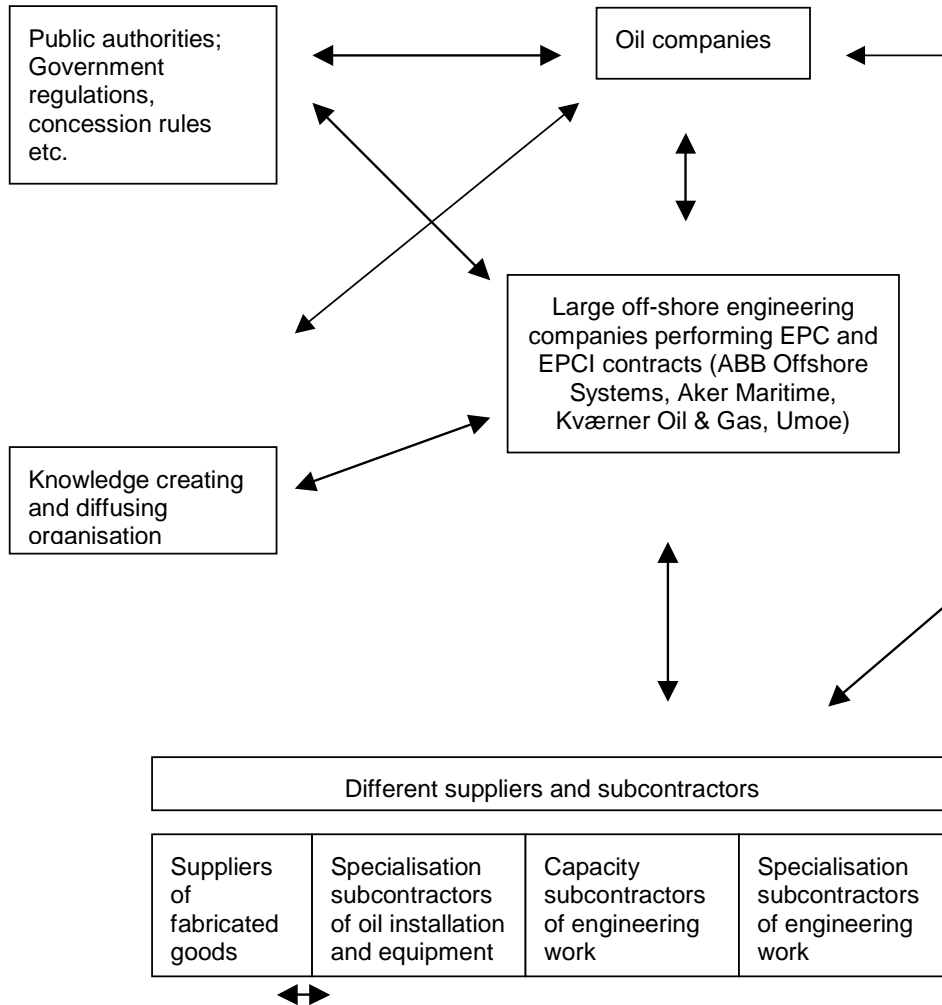 Public authorities;
Government
regulations,
concession rules
etc.
Oil companies
Large off-shore engineering
companies performing EPC and
EPCI contracts (ABB Offshore
Systems, Aker Maritime,
Kværner Oil & Gas, Umoe)
Knowledge creating
and diffusing
organisation
Different suppliers and subcontractors
Suppliers
of
fabricated
goods
Specialisation
subcontractors
of oil installation
and equipment
Capacity
subcontractors
of engineering
work
Specialisation
subcontractors
of engineering
work